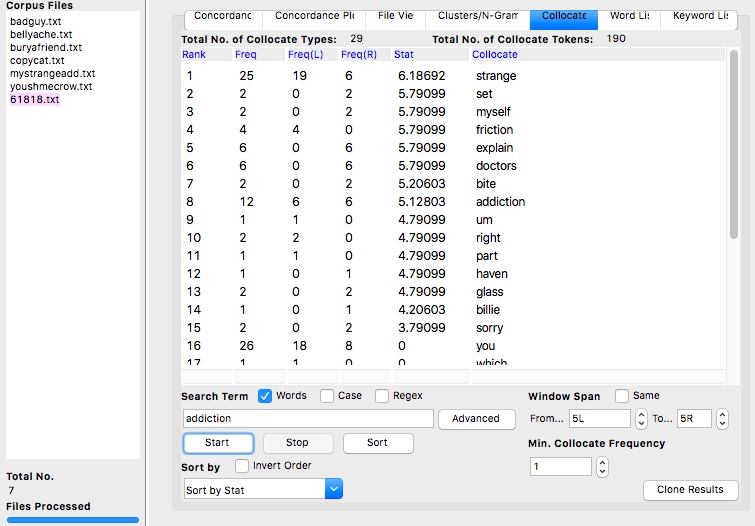 Corpus Files
badguy.txt
bellyache.txt
buryafriend.txt
copycat.txt
mystrangeadd.txt
youshmecrow.txt
61818.txt
Total No.
7
Files Processed
Concordanc Concordance Plo File Vie Clusters/N-Gram Collocate Word Lis Keyword Lis
Total No. of Collocate Types: 29 Total No. of Collocate Tokens: 190
Rank Freq Freq(L) Freq(R) Stat Collocate
1 25 19 6 6.18692 strange
2 2 0 2 5.79099 set
3 2 0 2 5.79099 myself
4 4 4 0 5.79099 friction
5 6 0 6 5.79099 explain
6 6 0 6 5.79099 doctors
7 2 0 2 5.20603 bite
8 12 6 6 5.12803 addiction
9 1 1 0 4.79099 um
10 2 2 0 4.79099 right
11 1 1 0 4.79099 part
12 1 0 1 4.79099 haven
13 2 0 2 4.79099 glass
14 1 0 1 4.20603 billie
15 2 0 2 3.79099 sorry
16 26 18 8 0 you
17 1 1 0 0 which
Search Term Words Case Regex
addiction
Advanced
Start Stop Sort
Sort by Invert Order
Sort by Stat
Window Span Same
From... 5L To... 5R
Min. Collocate Frequency
1
Clone Results